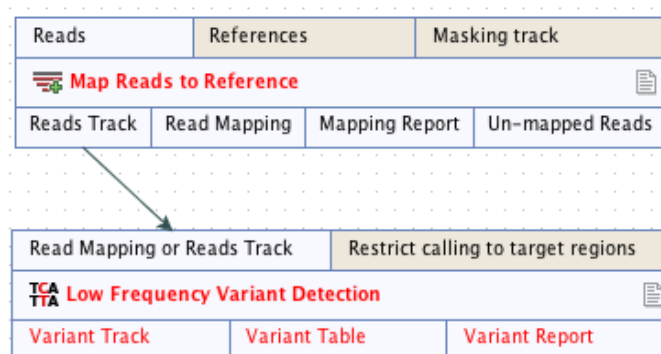 Reads References Masking track
Map Reads to Reference
Reads Track Read Mapping Mapping Report Un-mapped Reads
Read Mapping or Reads Track Restrict calling to target regions
TCA
TTA Low Frequency Variant Detection
Variant Track Variant Table Variant Report